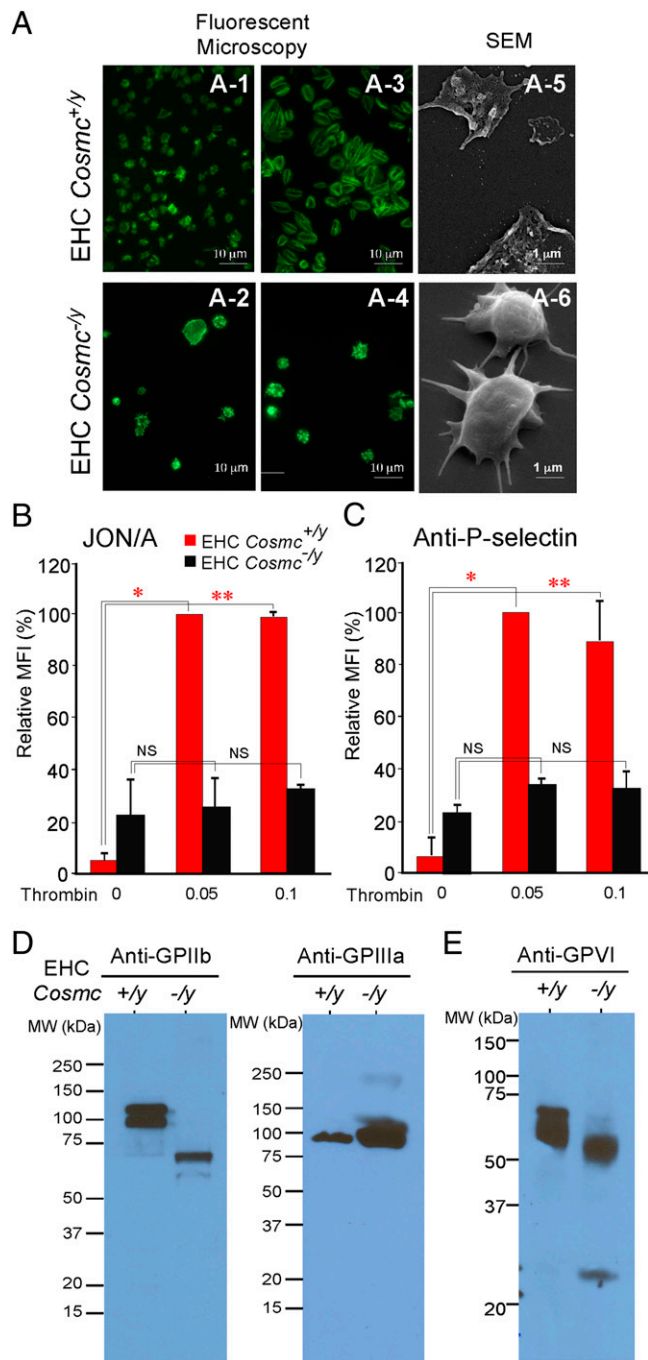 A
Fluorescent
Microscopy
SEM
EHC Cosmc+/y
A-1
10 µm
A-3
10 µm
A-5
1 µm
EHC Cosmc-/y
A-2
10 µm
A-4
10 µm
A-6
1 µm
B
JON/A
EHC Cosmc+/y
EHC Cosmc-/y
Relative MFI (%)
120
100
80
60
40
20
0
*
**
NS
NS
Thrombin 0 0.05 0.1
C
Anti-P-selectin
Relative MFI (%)
120
100
80
60
40
20
0
*
**
NS
NS
Thrombin 0 0.05 0.1
D
EHC
Cosmc
Anti-GPIIb
+/y -/y
MW (kDa)
250
150
100
75
50
37
20
15
Anti-GPIIIa
+/y -/y
MW (kDa)
250
150
100
75
50
37
20
15
E
Anti-GPVI
+/y -/y
MW (kDa)
150
100
75
50
37
20